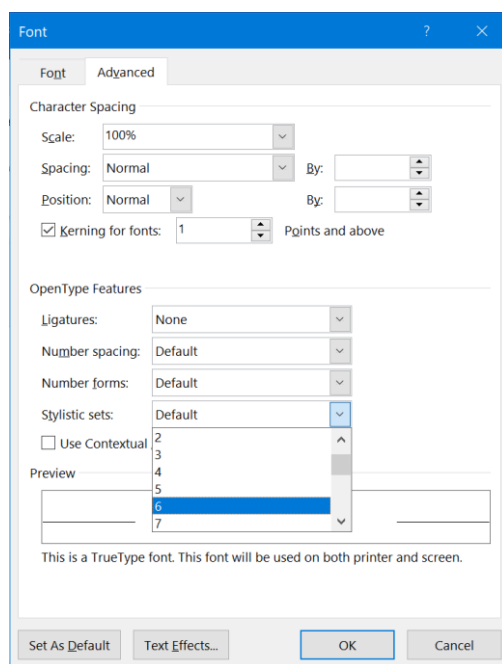 Font ?
Font Advanced
Character Spacing
Scale: 100%
Spacing: Normal By:
Position: Normal By:
Kerning for fonts: 1 Points and above
OpenType Features
Ligatures: None
Number spacing: Default
Number forms: Default
Stylistic sets: Default
Use Contextual
2
3
4
5
6
7
Preview
This is a TrueType font. This font will be used on both printer and screen.
Set As Default Text Effects... OK Cancel